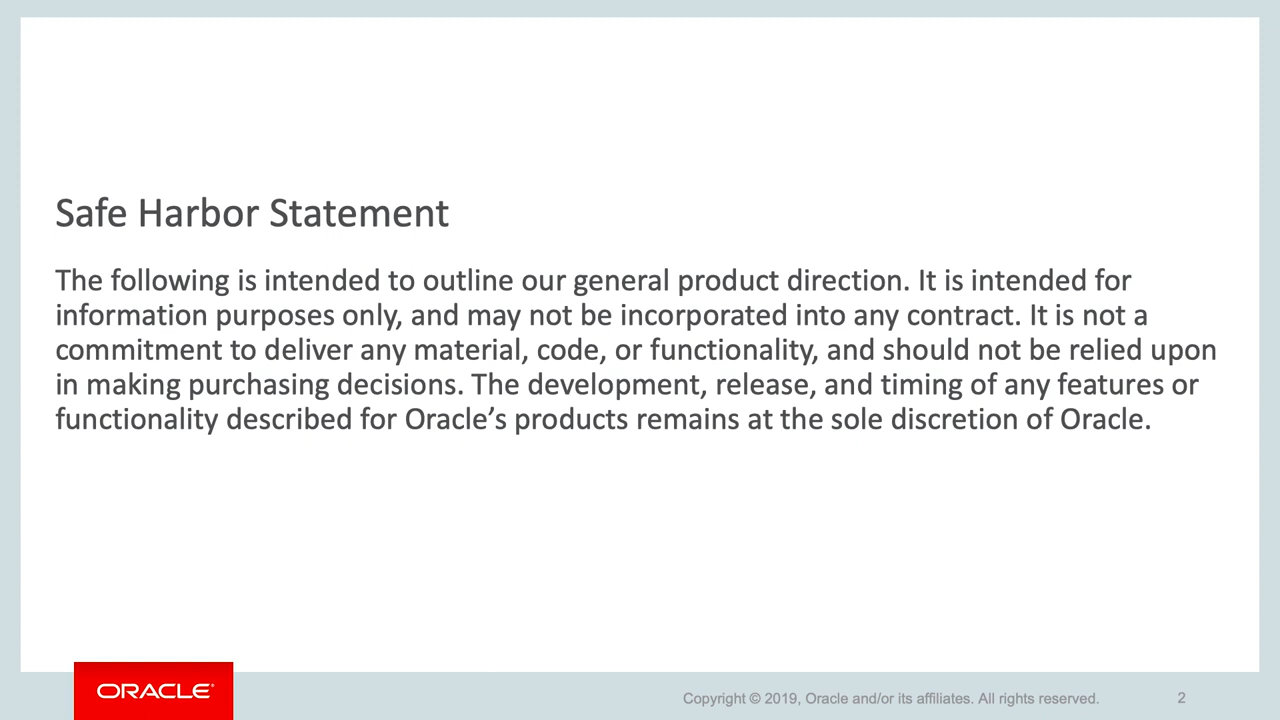 Safe Harbor Statement
The following is intended to outline our general product direction. It is intended for
information purposes only, and may not be incorporated into any contract. It is not a
commitment to deliver any material, code, or functionality, and should not be relied upon
in making purchasing decisions. The development, release, and timing of any features or
functionality described for Oracle’s products remains at the sole discretion of Oracle.
ORACLE®
Copyright © 2019, Oracle and/or its affiliates. All rights reserved. 2